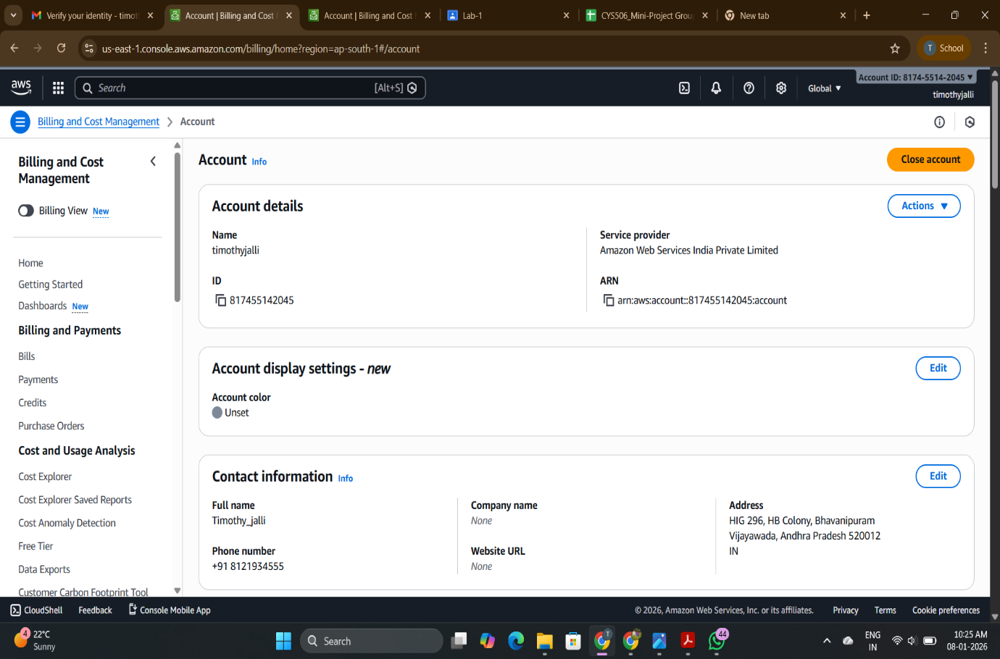 Verify your identity - timot
Account | Billing and Cost
Account | Billing and Cost
Lab-1
CYS506_Mini-Project Grou
New tab
us-east-1.console.aws.amazon.com/billing/home?region=ap-south-1#/account
T School
aws
Search
[Alt+S]
Global ▼
Account ID: 8174-5514-2045 ▼
timothyjalli
Billing and Cost Management
Account
Billing and Cost
Management
Billing View New
Home
Getting Started
Dashboards New
Billing and Payments
Bills
Payments
Credits
Purchase Orders
Cost and Usage Analysis
Cost Explorer
Cost Explorer Saved Reports
Cost Anomaly Detection
Free Tier
Data Exports
Customer Carbon Footprint Tool
Account Info
Close account
Account details
Actions ▼
Name
timothyjalli
ID
817455142045
Service provider
Amazon Web Services India Private Limited
ARN
arn:aws:account::817455142045:account
Account display settings - new
Edit
Account color
Unset
Contact information Info
Edit
Full name
Timothy_jalli
Phone number
+91 8121934555
Company name
None
Website URL
None
Address
HIG 296, HB Colony, Bhavanipuram
Vijayawada, Andhra Pradesh 520012
IN
CloudShell
Feedback
Console Mobile App
© 2026, Amazon Web Services, Inc. or its affiliates.
Privacy
Terms
Cookie preferences
4
22°C
Sunny
Search
T
44
ENG
IN
10:25 AM
08-01-2026